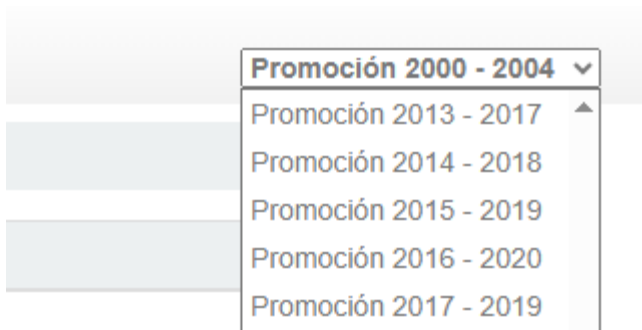 Promoción 2000 - 2004
Promoción 2013 - 2017
Promoción 2014 - 2018
Promoción 2015 - 2019
Promoción 2016 - 2020
Promoción 2017 - 2019